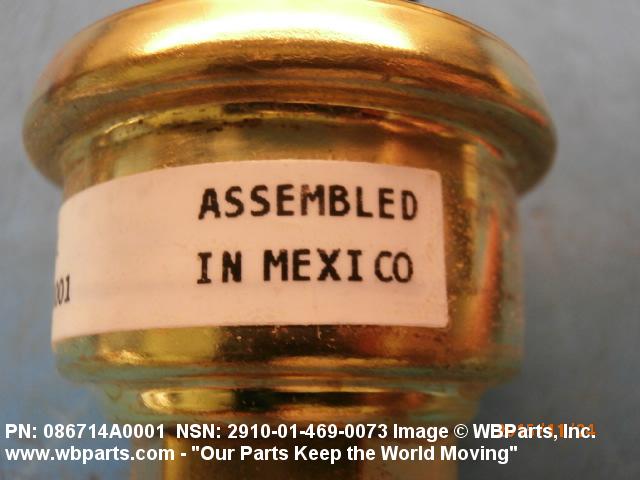 ASSEMBLED
IN MEXICO
001
PN: 086714A0001 NSN: 2910-01-469-0073 Image © WBParts, Inc.
www.wbparts.com - "Our Parts Keep the World Moving"